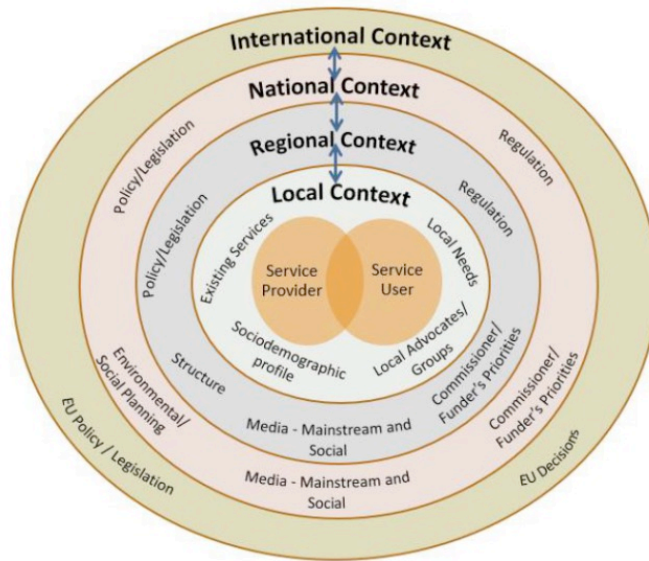 International Context
National Context
Policy/Legislation
Regulation
Regional Context
Policy/Legislation
Regulation
Local Context
Existing Services
Local Needs
Service
Provider
Service
User
Sociodemographic
profile
Local Advocates/
Groups
Structure
Commissioner/
Funder's Priorities
Media - Mainstream and
Social
Environmental/
Social Planning
Commissioner/
Funder's Priorities
Media - Mainstream and
Social
EU Policy / Legislation
EU Decisions